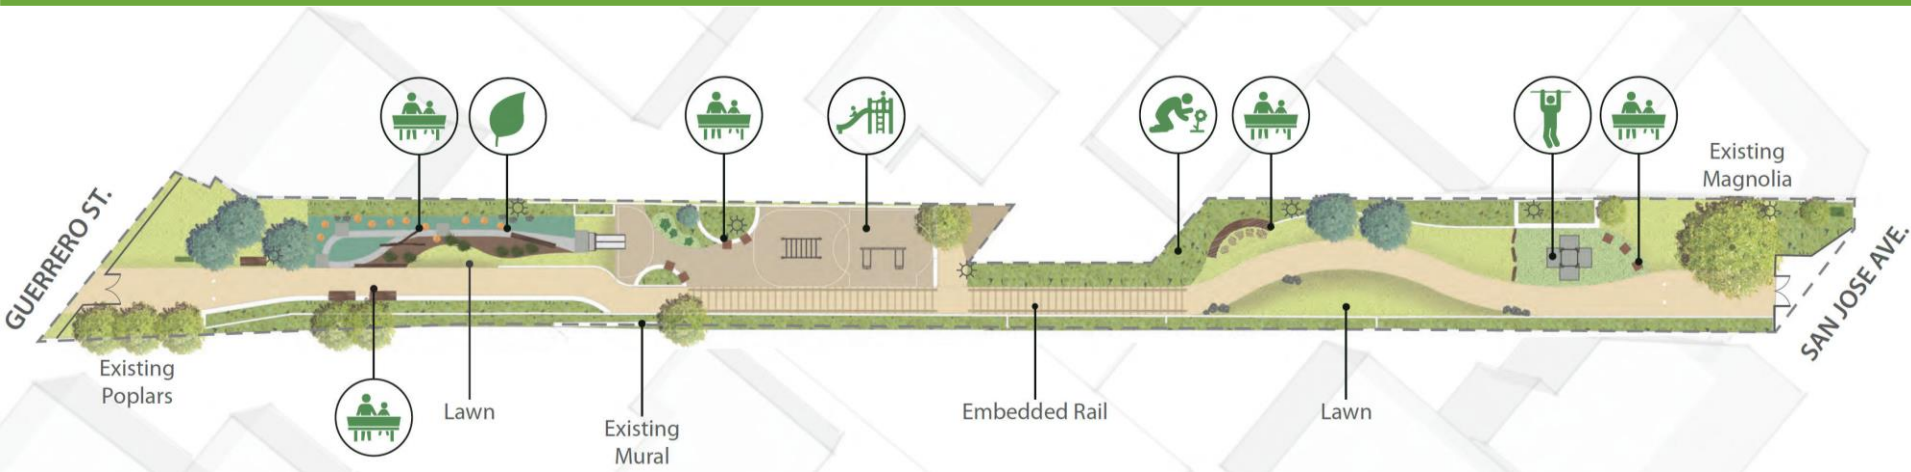 GUERRERO ST.
Existing
Poplars
Lawn
Existing
Mural
Embedded Rail
Lawn
Existing
Magnolia
SAN JOSE AVE.